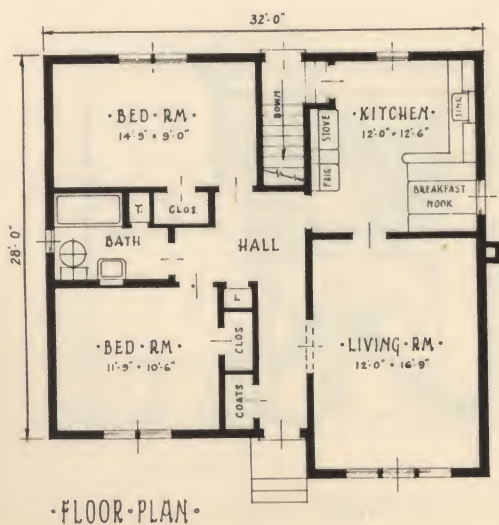 32'-0"
28'-0"
·BED·RM·
14'-9" × 9'-0"
DOWN
STOVE
FRIG
·KITCHEN·
12'-0" × 12'-6"
SINK
BREAKFAST
NOOK
T.
CLOS.
BATH
HALL
·BED·RM·
11'-9" × 10'-6"
T.
CLOS
COATS
·LIVING·RM·
12'-0" × 16'-9"
·FLOOR·PLAN·